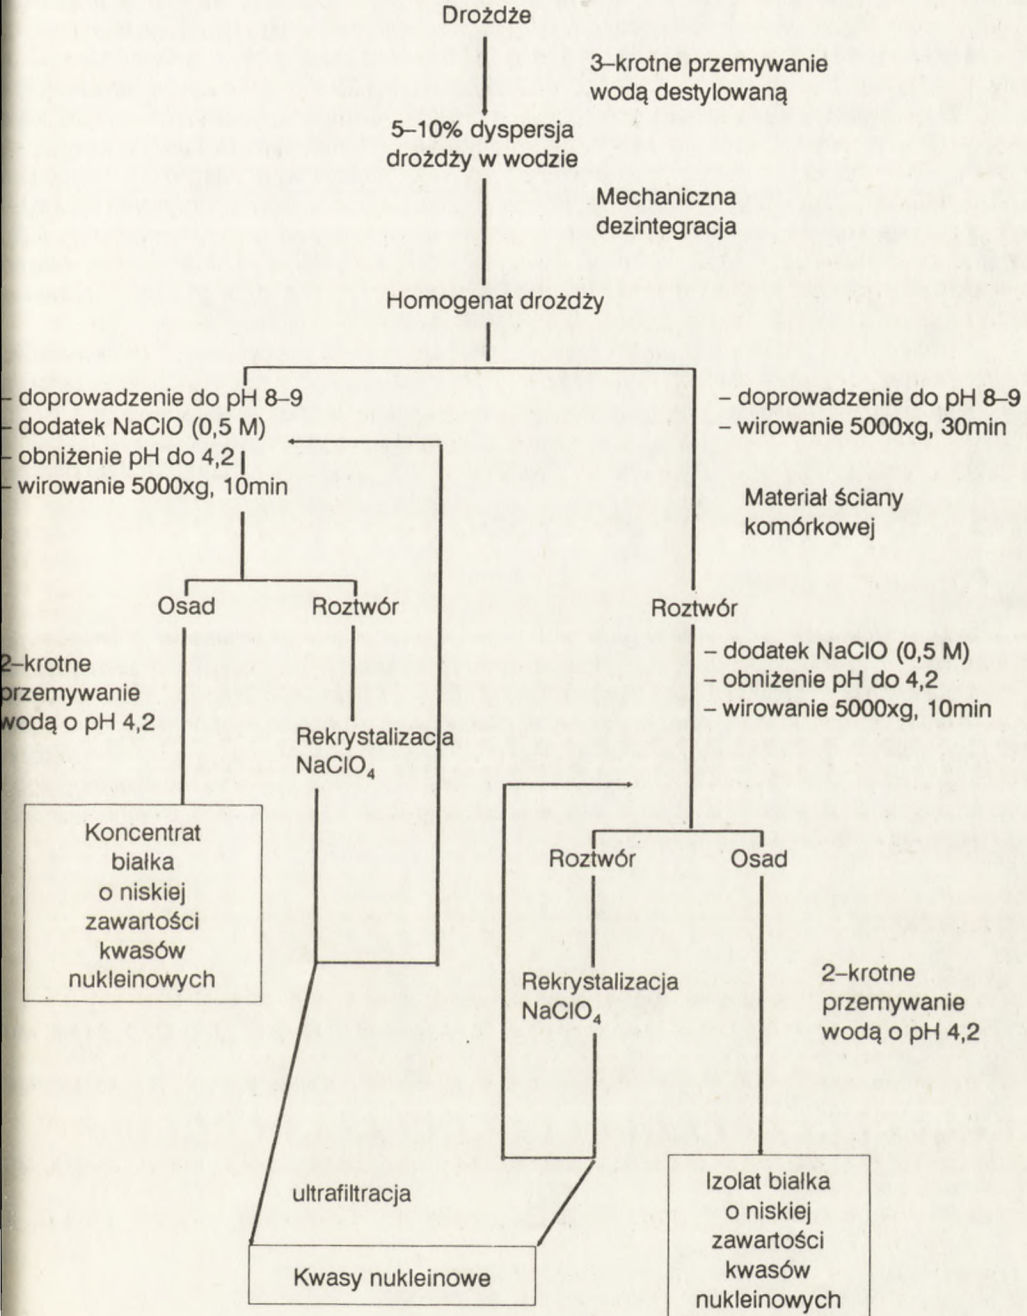 Drożdże
3–krotne przemywanie
wodą destylowaną
5–10% dyspersja
drożdży w wodzie
Mechaniczna
dezintegracja
Homogenat drożdży
– doprowadzenie do pH 8–9
– dodatek NaClO (0,5 M)
– obniżenie pH do 4,2
– wirowanie 5000xg, 10min
– doprowadzenie do pH 8–9
– wirowanie 5000xg, 30min
Materiał ściany
komórkowej
Osad
Roztwór
Roztwór
2–krotne
przemywanie
wodą o pH 4,2
– dodatek NaClO (0,5 M)
– obniżenie pH do 4,2
– wirowanie 5000xg, 10min
Rekrystalizacja
NaClO₄
Koncentrat
białka
o niskiej
zawartości
kwasów
nukleinowych
Roztwór
Osad
Rekrystalizacja
NaClO₄
2–krotne
przemywanie
wodą o pH 4,2
ultrafiltracja
Kwasy nukleinowe
Izolat białka
o niskiej
zawartości
kwasów
nukleinowych